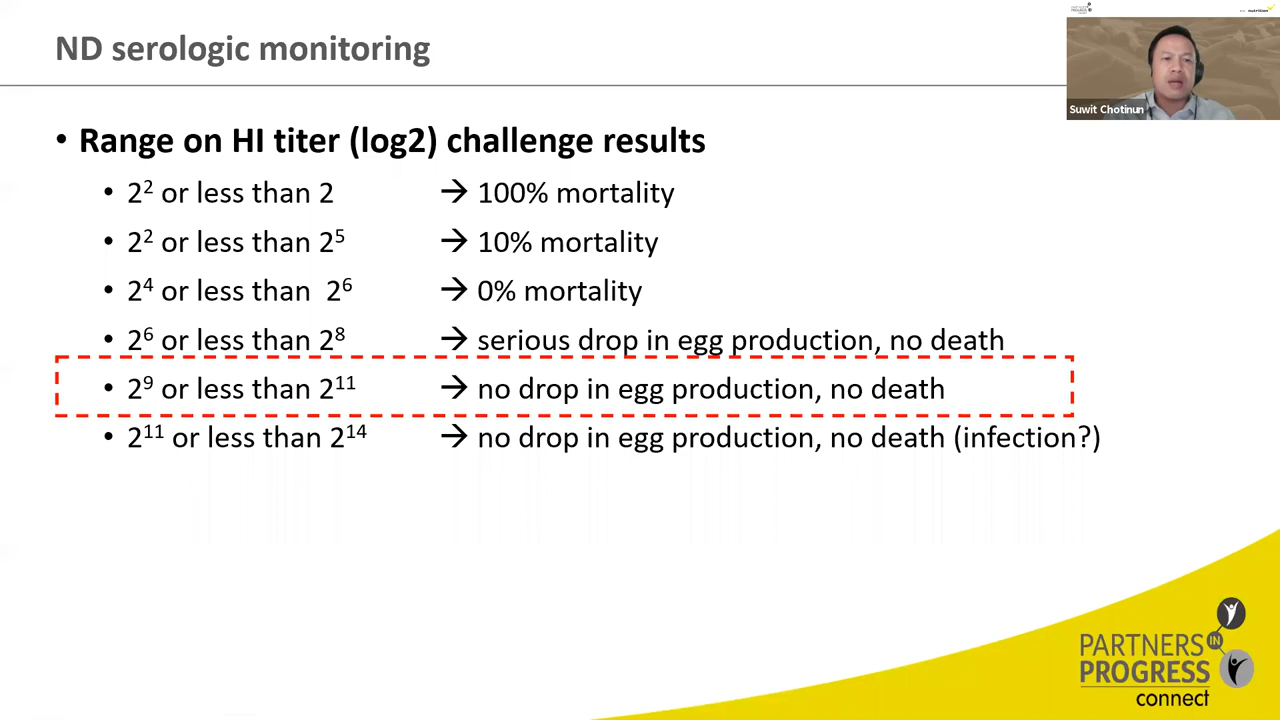 ND serologic monitoring
• Range on HI titer (log2) challenge results
• 2² or less than 2 → 100% mortality
• 2² or less than 2⁵ → 10% mortality
• 2⁴ or less than 2⁶ → 0% mortality
• 2⁶ or less than 2⁸ → serious drop in egg production, no death
• 2⁹ or less than 2¹¹ → no drop in egg production, no death
• 2¹¹ or less than 2¹⁴ → no drop in egg production, no death (infection?)
Suwit Chotinun
PARTNERS IN
PROGRESS
connect